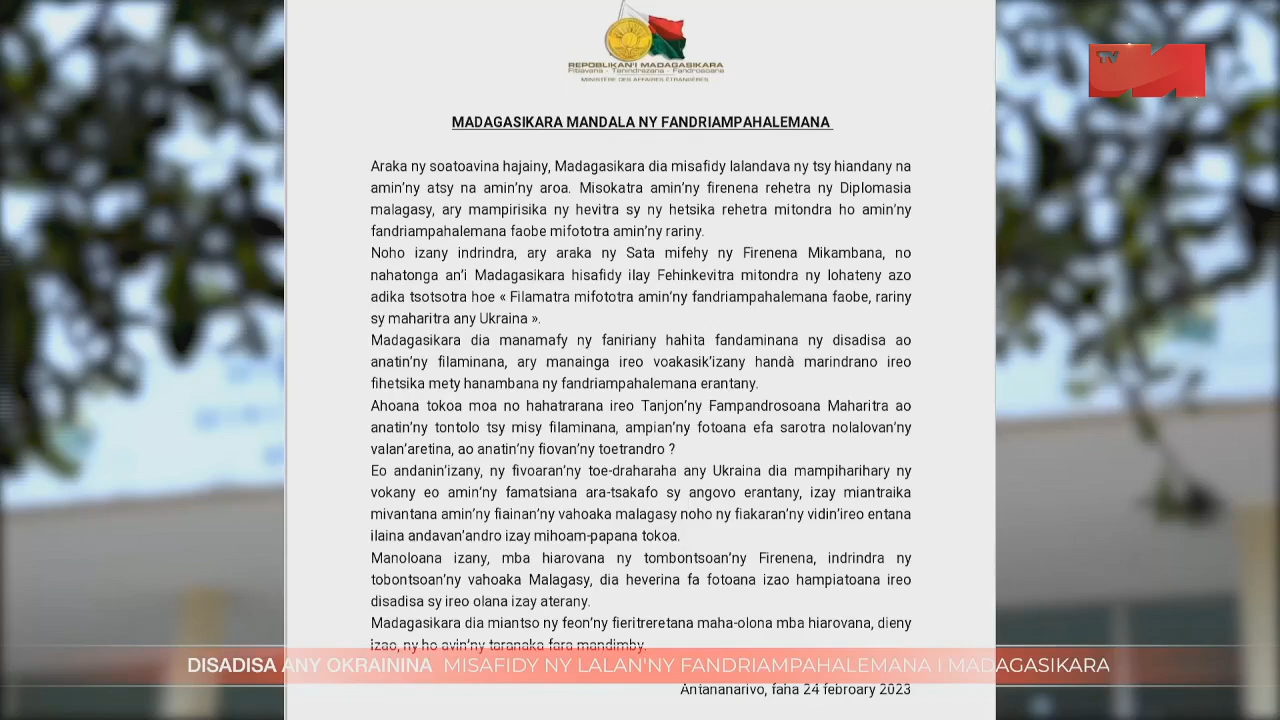 REPOBLIKAN'I MADAGASIKARA
Fitiavana - Tanindrazana - Fandrosoana
MINISTÈRE DES AFFAIRES ÉTRANGÈRES
TV
MADAGASIKARA MANDALA NY FANDRIAMPAHALEMANA
Araka ny soatoavina hajainy, Madagasikara dia misafidy lalandava ny tsy hiandany na
amin’ny atsy na amin’ny aroa. Misokatra amin’ny firenena rehetra ny Diplomasia
malagasy, ary mampirisika ny hevitra sy ny hetsika rehetra mitondra ho amin’ny
fandriampahalemana faobe mifototra amin’ny rariny.
Noho izany indrindra, ary araka ny Sata mifehy ny Firenena Mikambana, no
nahatonga an’i Madagasikara hisafidy ilay Fehinkevitra mitondra ny lohateny azo
adika tsotsotra hoe « Filamatra mifototra amin’ny fandriampahalemana faobe, rariny
sy maharitra any Ukraina ».
Madagasikara dia manamafy ny faniriany hahita fandaminana ny disadisa ao
anatin’ny filaminana, ary manainga ireo voakasik’izany handà marindrano ireo
fihetsika mety hanambana ny fandriampahalemana erantany.
Ahoana tokoa moa no hahatrarana ireo Tanjon’ny Fampandrosoana Maharitra ao
anatin’ny tontolo tsy misy filaminana, ampian’ny fotoana efa sarotra nolalovan’ny
valan’aretina, ao anatin’ny fiovan’ny toetrandro ?
Eo andanin’izany, ny fivoaran’ny toe-draharaha any Ukraina dia mampiharihary ny
vokany eo amin’ny famatsiana ara-tsakafo sy angovo erantany, izay miantraika
mivantana amin’ny fiainan’ny vahoaka malagasy noho ny fiakaran’ny vidin’ireo entana
ilaina andavan’andro izay mihoam-papana tokoa.
Manoloana izany, mba hiarovana ny tombontsoan’ny Firenena, indrindra ny
tobontsoan’ny vahoaka Malagasy, dia heverina fa fotoana izao hampiatoana ireo
disadisa sy ireo olana izay aterany.
Madagasikara dia miantso ny feon’ny fieritreretana maha-olona mba hiarovana, dieny
izao, ny ho avin’ny taranaka fara mandimby.
DISADISA ANY OKRAININA MISAFIDY NY LALAN'NY FANDRIAMPAHALEMANA I MADAGASIKARA
Antananarivo, faha 24 febroary 2023